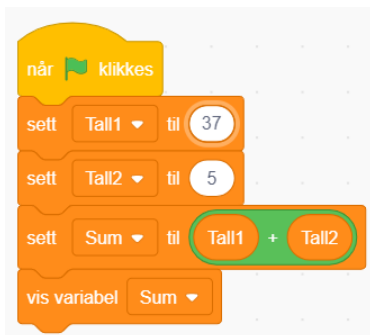 når klikkes
sett Tall1 til 37
sett Tall2 til 5
sett Sum til Tall1 + Tall2
vis variabel Sum